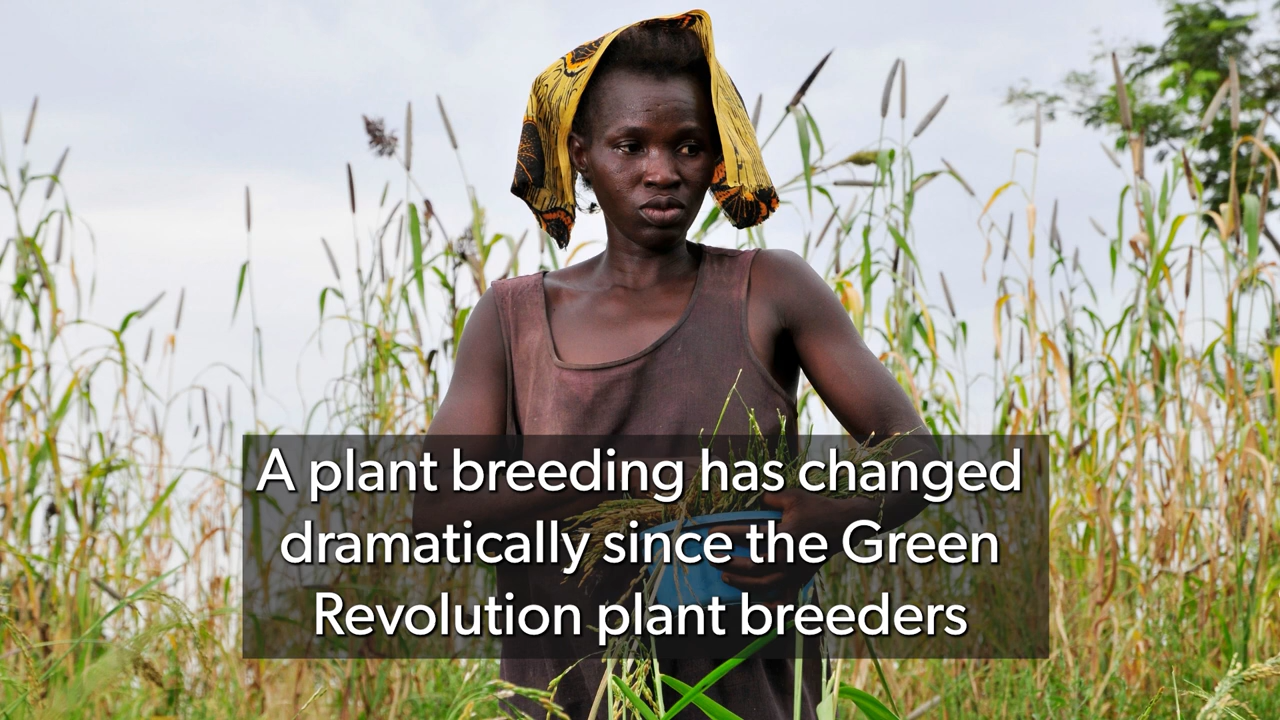 A plant breeding has changed
dramatically since the Green
Revolution plant breeders